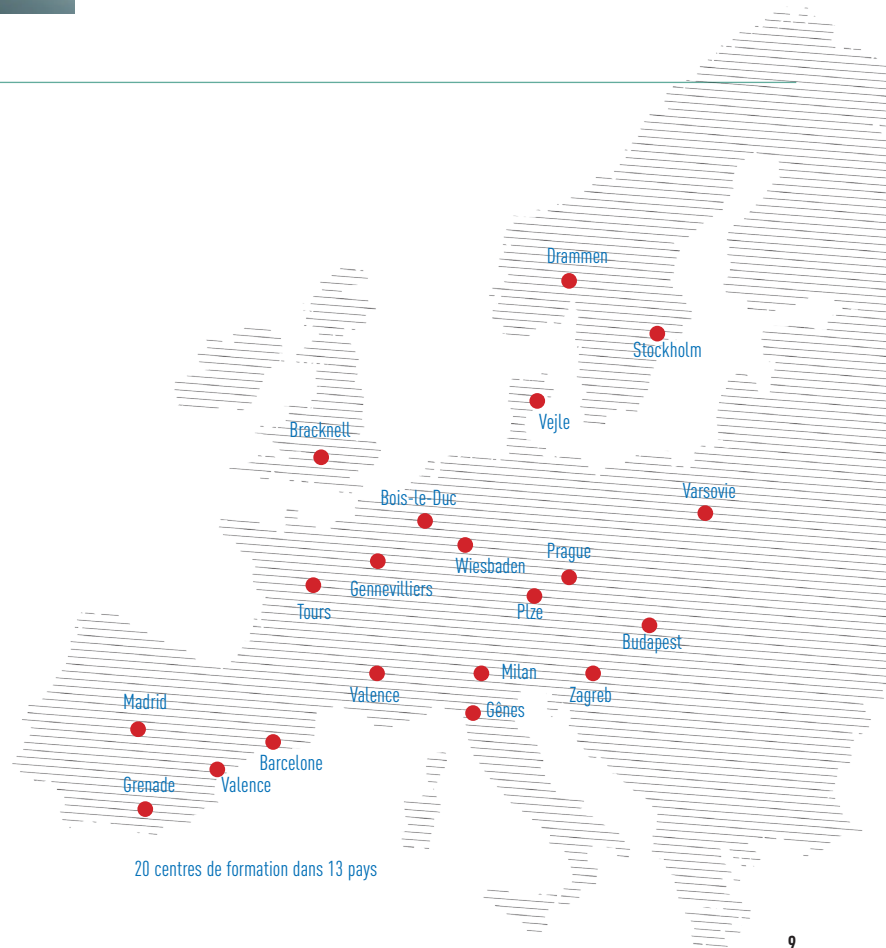 Drammen
Stockholm
Vejle
Bracknell
Varsovie
Bois-le-Duc
Prague
Wiesbaden
Gennevilliers
Tours
Plze
Budapest
Milan
Valence
Zagreb
Madrid
Gênes
Barcelone
Grenade
Valence
20 centres de formation dans 13 pays
9